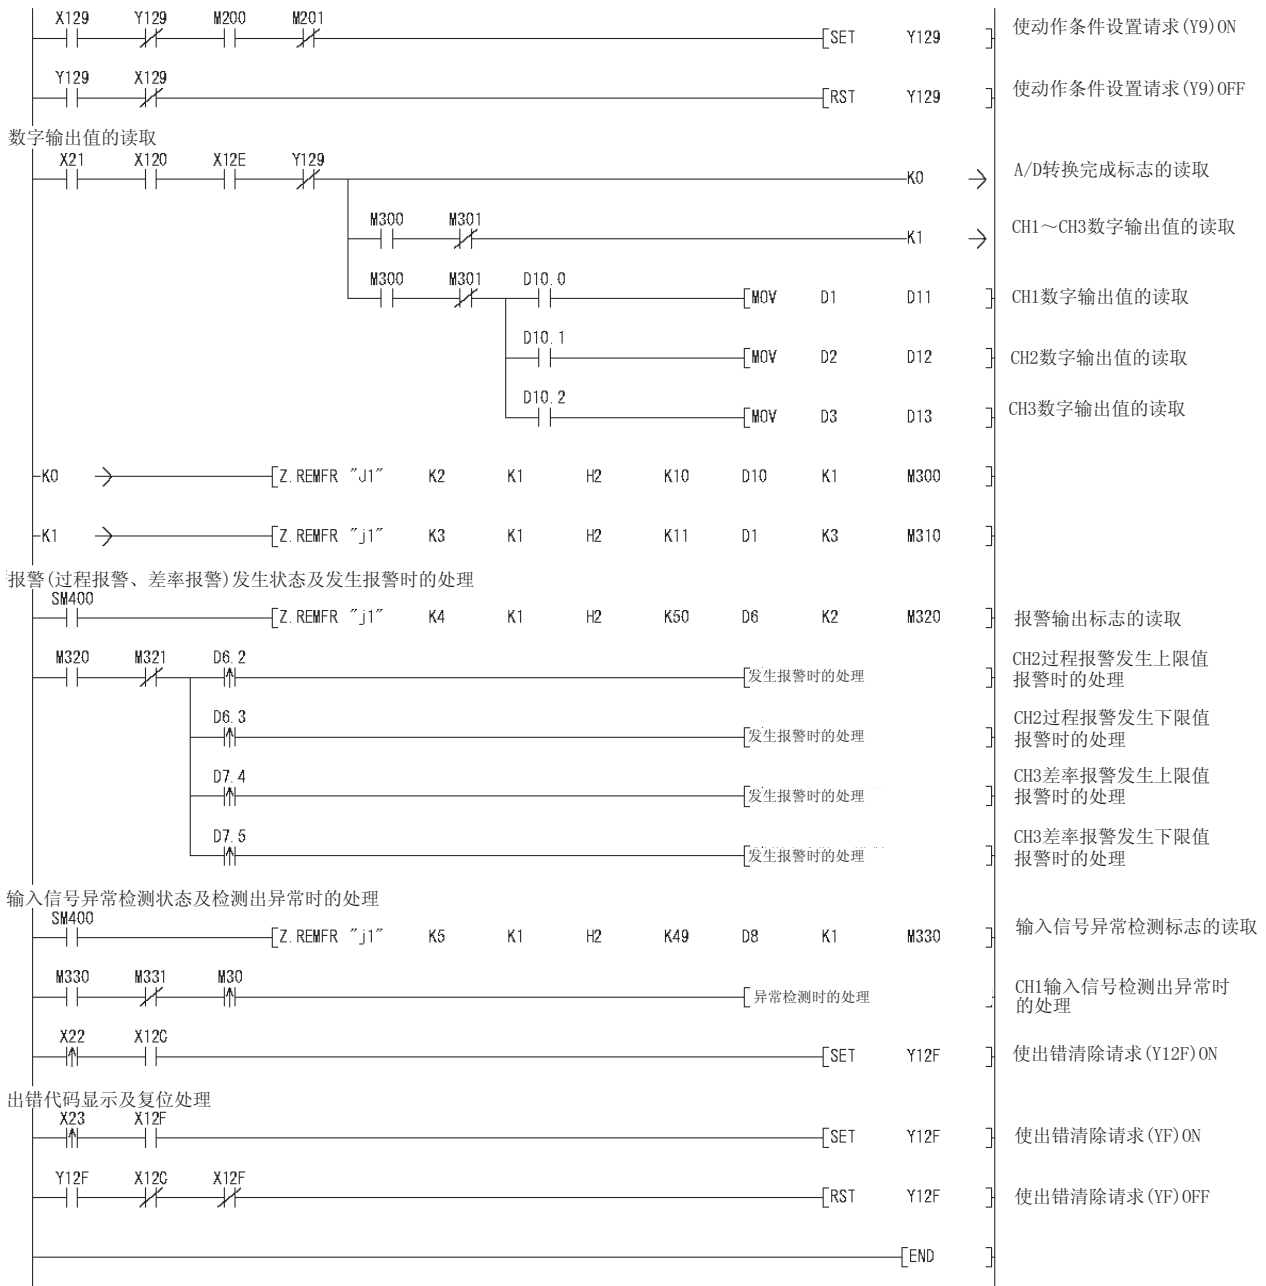 X129 Y129 M200 M201
SET Y129 使动作条件设置请求(Y9)ON
Y129 X129
RST Y129 使动作条件设置请求(Y9)OFF
数字输出值的读取
X21 X120 X12E Y129
K0 A/D转换完成标志的读取
M300 M301
K1 CH1～CH3数字输出值的读取
M300 M301 D10.0
MOV D1 D11 CH1数字输出值的读取
D10.1
MOV D2 D12 CH2数字输出值的读取
D10.2
MOV D3 D13 CH3数字输出值的读取
K0 Z.REMFR "J1" K2 K1 H2 K10 D10 K1 M300
K1 Z.REMFR "j1" K3 K1 H2 K11 D1 K3 M310
报警(过程报警、差率报警)发生状态及发生报警时的处理
SM400
Z.REMFR "j1" K4 K1 H2 K50 D6 K2 M320 报警输出标志的读取
M320 M321 D6.2
发生报警时的处理 CH2过程报警发生上限值
报警时的处理
D6.3
发生报警时的处理 CH2过程报警发生下限值
报警时的处理
D7.4
发生报警时的处理 CH3差率报警发生上限值
报警时的处理
D7.5
发生报警时的处理 CH3差率报警发生下限值
报警时的处理
输入信号异常检测状态及检测出异常时的处理
SM400
Z.REMFR "j1" K5 K1 H2 K49 D8 K1 M330 输入信号异常检测标志的读取
M330 M331 M30
异常检测时的处理 CH1输入信号检测出异常时
的处理
X22 X12C
SET Y12F 使出错清除请求(Y12F)ON
出错代码显示及复位处理
X23 X12F
SET Y12F 使出错清除请求(YF)ON
Y12F X12C X12F
RST Y12F 使出错清除请求(YF)OFF
END